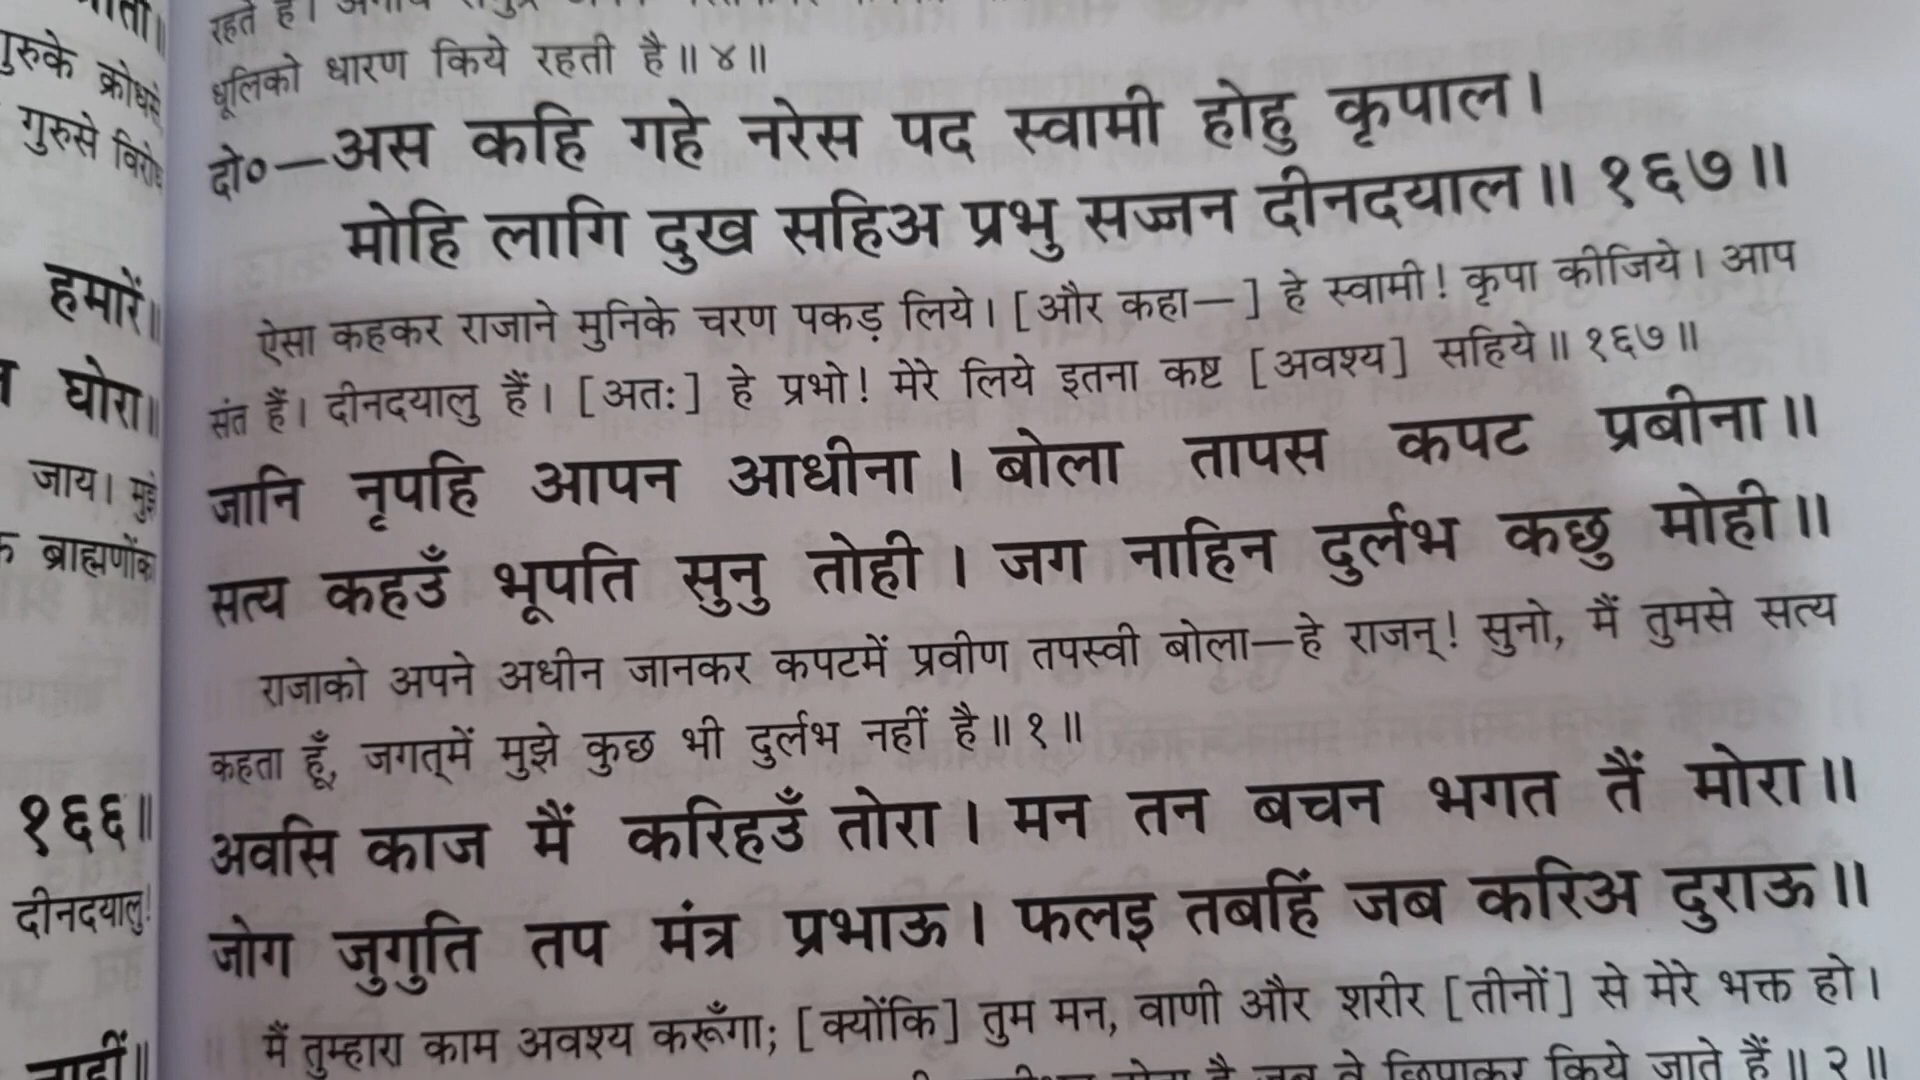 गुरुके
गुरुसे
हमारें॥
घोरा॥
जाय।
१६६॥
दीनदयालु!
रहते
धूलिको धारण किये रहती है॥ ४॥
दो०—अस कहि गहे नरेस पद स्वामी होहु कृपाल।
मोहि लागि दुख सहिअ प्रभु सज्जन दीनदयाल॥ १६७॥
ऐसा कहकर राजाने मुनिके चरण पकड़ लिये। [और कहा—] हे स्वामी! कृपा कीजिये। आप
संत हैं। दीनदयालु हैं। [अत:] हे प्रभो! मेरे लिये इतना कष्ट [अवश्य] सहिये॥ १६७॥
जानि नृपहि आपन आधीना। बोला तापस कपट प्रबीना॥
सत्य कहउँ भूपति सुनु तोही। जग नाहिन दुर्लभ कछु मोही॥
राजाको अपने अधीन जानकर कपटमें प्रवीण तपस्वी बोला—हे राजन्! सुनो, मैं तुमसे सत्य
कहता हूँ, जगत्‌में मुझे कुछ भी दुर्लभ नहीं है॥ १॥
अवसि काज मैं करिहउँ तोरा। मन तन बचन भगत तैं मोरा॥
जोग जुगुति तप मंत्र प्रभाऊ। फलइ तबहिं जब करिअ दुराऊ॥
मैं तुम्हारा काम अवश्य करूँगा; [क्योंकि] तुम मन, वाणी और शरीर [तीनों] से मेरे भक्त हो।
छिपाकर किये जाते हैं॥ २॥